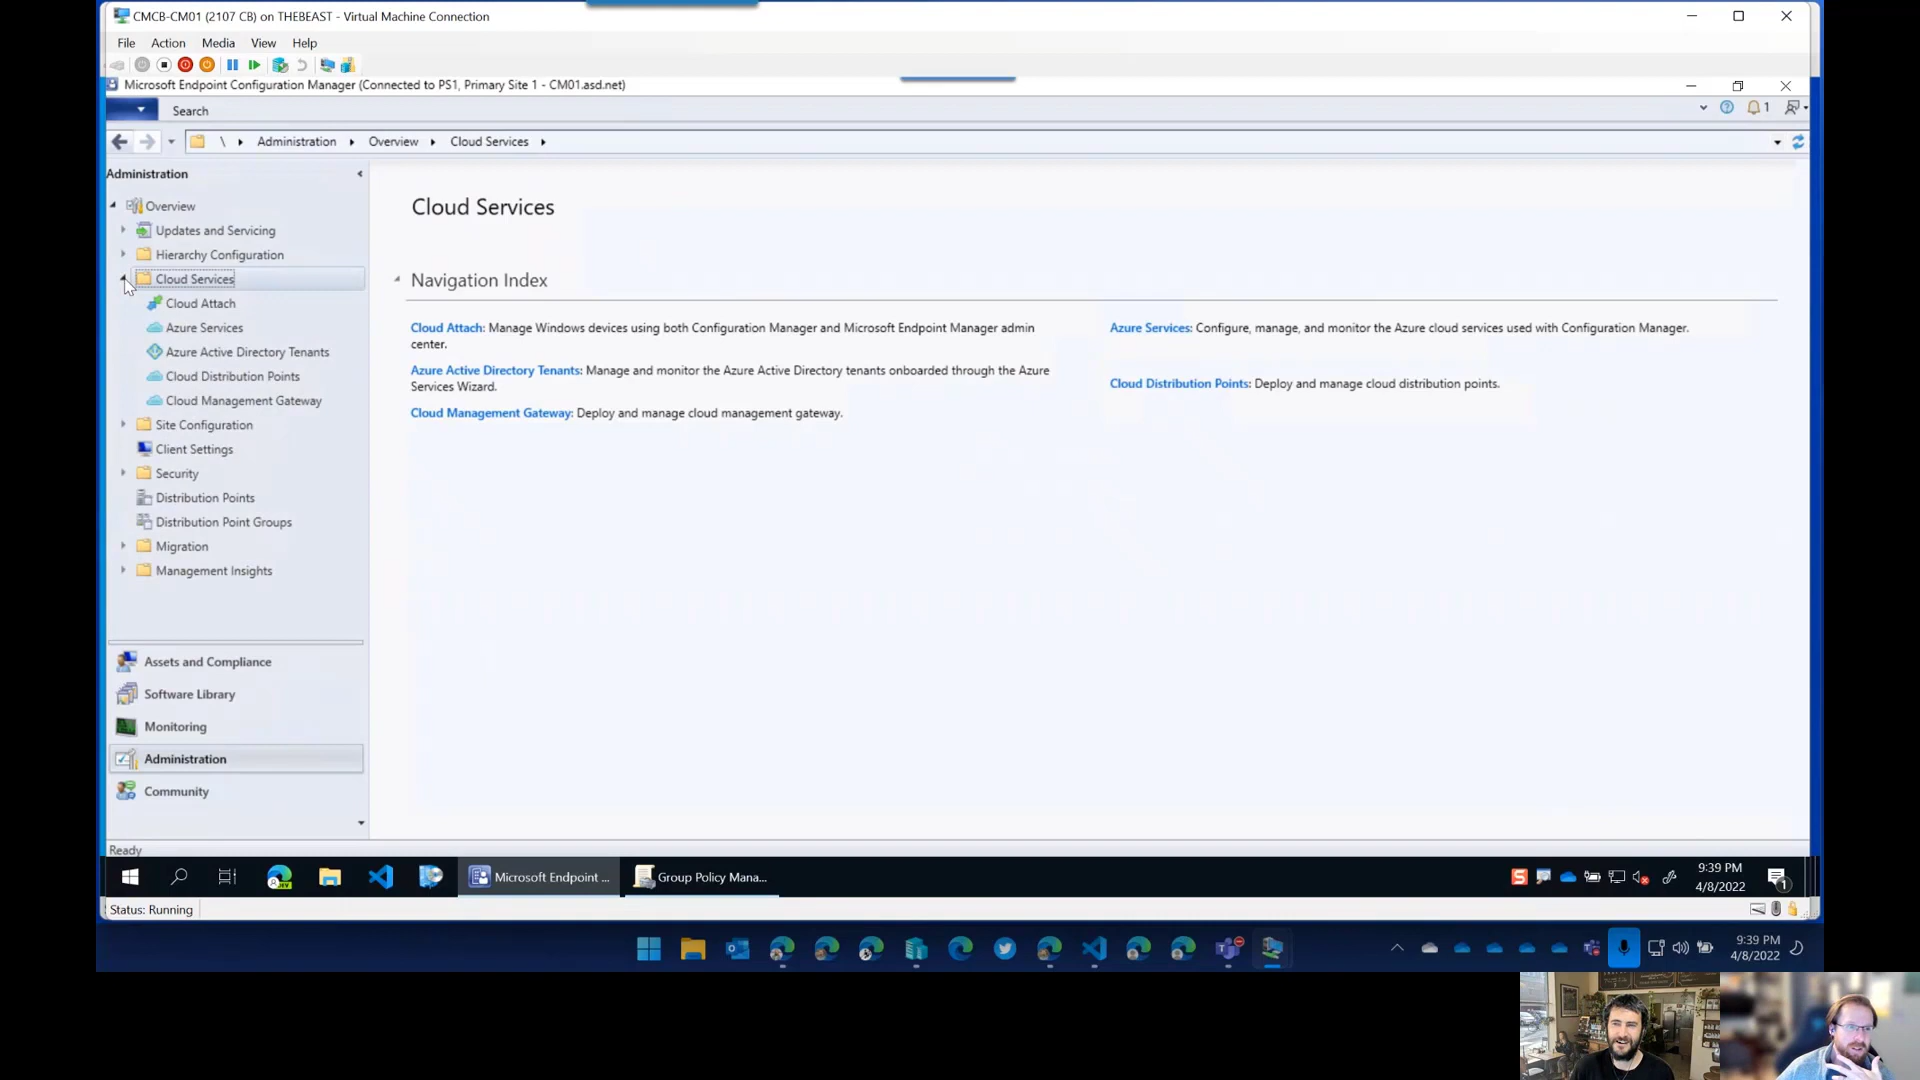 CMCB-CM01 (2107 CB) on THEBEAST - Virtual Machine Connection
File Action Media View Help
Microsoft Endpoint Configuration Manager (Connected to PS1, Primary Site 1 - CM01.asd.net)
Search
1
\ Administration Overview Cloud Services
Administration
Overview
Updates and Servicing
Hierarchy Configuration
Cloud Services
Cloud Attach
Azure Services
Azure Active Directory Tenants
Cloud Distribution Points
Cloud Management Gateway
Site Configuration
Client Settings
Security
Distribution Points
Distribution Point Groups
Migration
Management Insights
Assets and Compliance
Software Library
Monitoring
Administration
Community
Cloud Services
Navigation Index
Cloud Attach: Manage Windows devices using both Configuration Manager and Microsoft Endpoint Manager admin
center.
Azure Active Directory Tenants: Manage and monitor the Azure Active Directory tenants onboarded through the Azure
Services Wizard.
Cloud Management Gateway: Deploy and manage cloud management gateway.
Azure Services: Configure, manage, and monitor the Azure cloud services used with Configuration Manager.
Cloud Distribution Points: Deploy and manage cloud distribution points.
Ready
Microsoft Endpoint ...
Group Policy Mana...
9:39 PM
4/8/2022
1
Status: Running
9:39 PM
4/8/2022